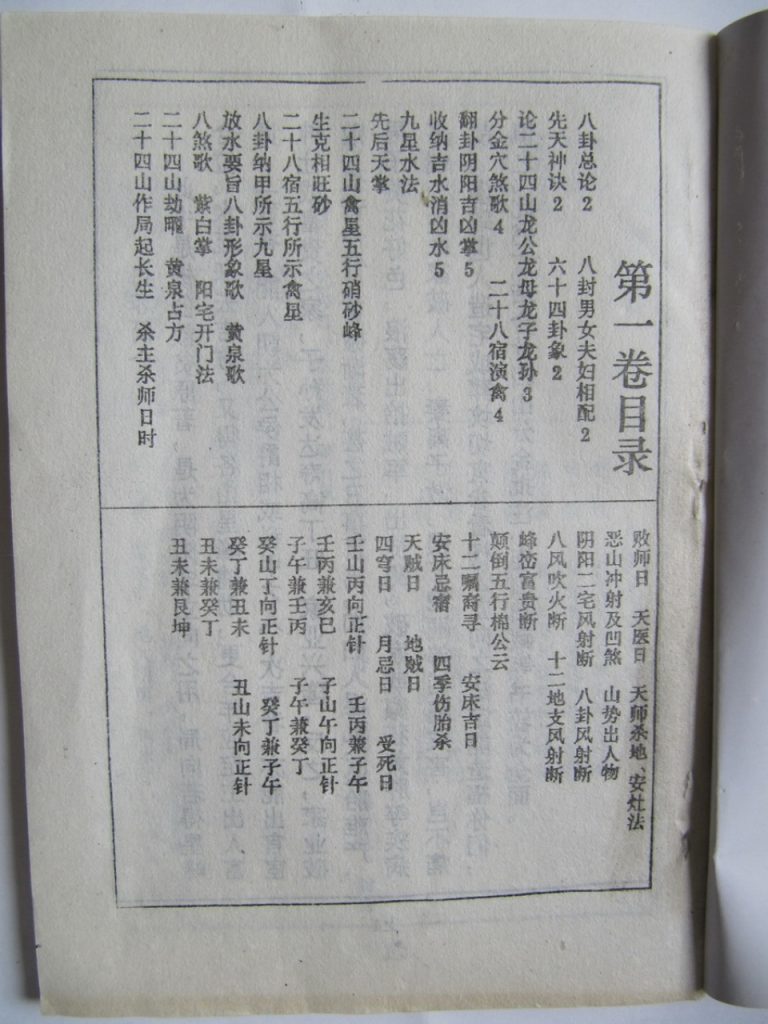 第一卷目录
八卦总论2 八封男女夫妇相配2
先天神诀2 六十四卦象2
论二十四山龙公龙母龙子龙孙3
分金穴煞歌4 二十八宿演禽4
翻卦阴阳吉凶掌5
收纳吉水消凶水5
九星水法
先后天掌
二十四山禽星五行硝砂峰
生克相旺砂
二十八宿五行所示禽星
八卦纳甲所示九星
放水要旨八卦形象歌 黄泉歌
八煞歌 紫白掌 阳宅开门法
二十四山劫曜 黄泉占方
二十四山作局起长生 杀主杀师日时
败师日 天医日 天师杀地、安灶法
恶山冲射及凹煞 山势出人物
阴阳二宅风射断 八卦风射断
八风吹火断 十二地支风射断
峰峦富贵断
颠倒五行杨公云
十二嘱裔寻 安床吉日
安床忌宿 四季伤胎杀
天贼日 地贼日
四穹日 月忌日 受死日
壬山丙向正针 壬丙兼子午
壬丙兼亥巳 子山午向正针
子午兼壬丙 子午兼癸丁
癸山丁向正针 癸丁兼子午
癸丁兼丑未 丑山未向正针
丑未兼癸丁
丑未兼艮坤